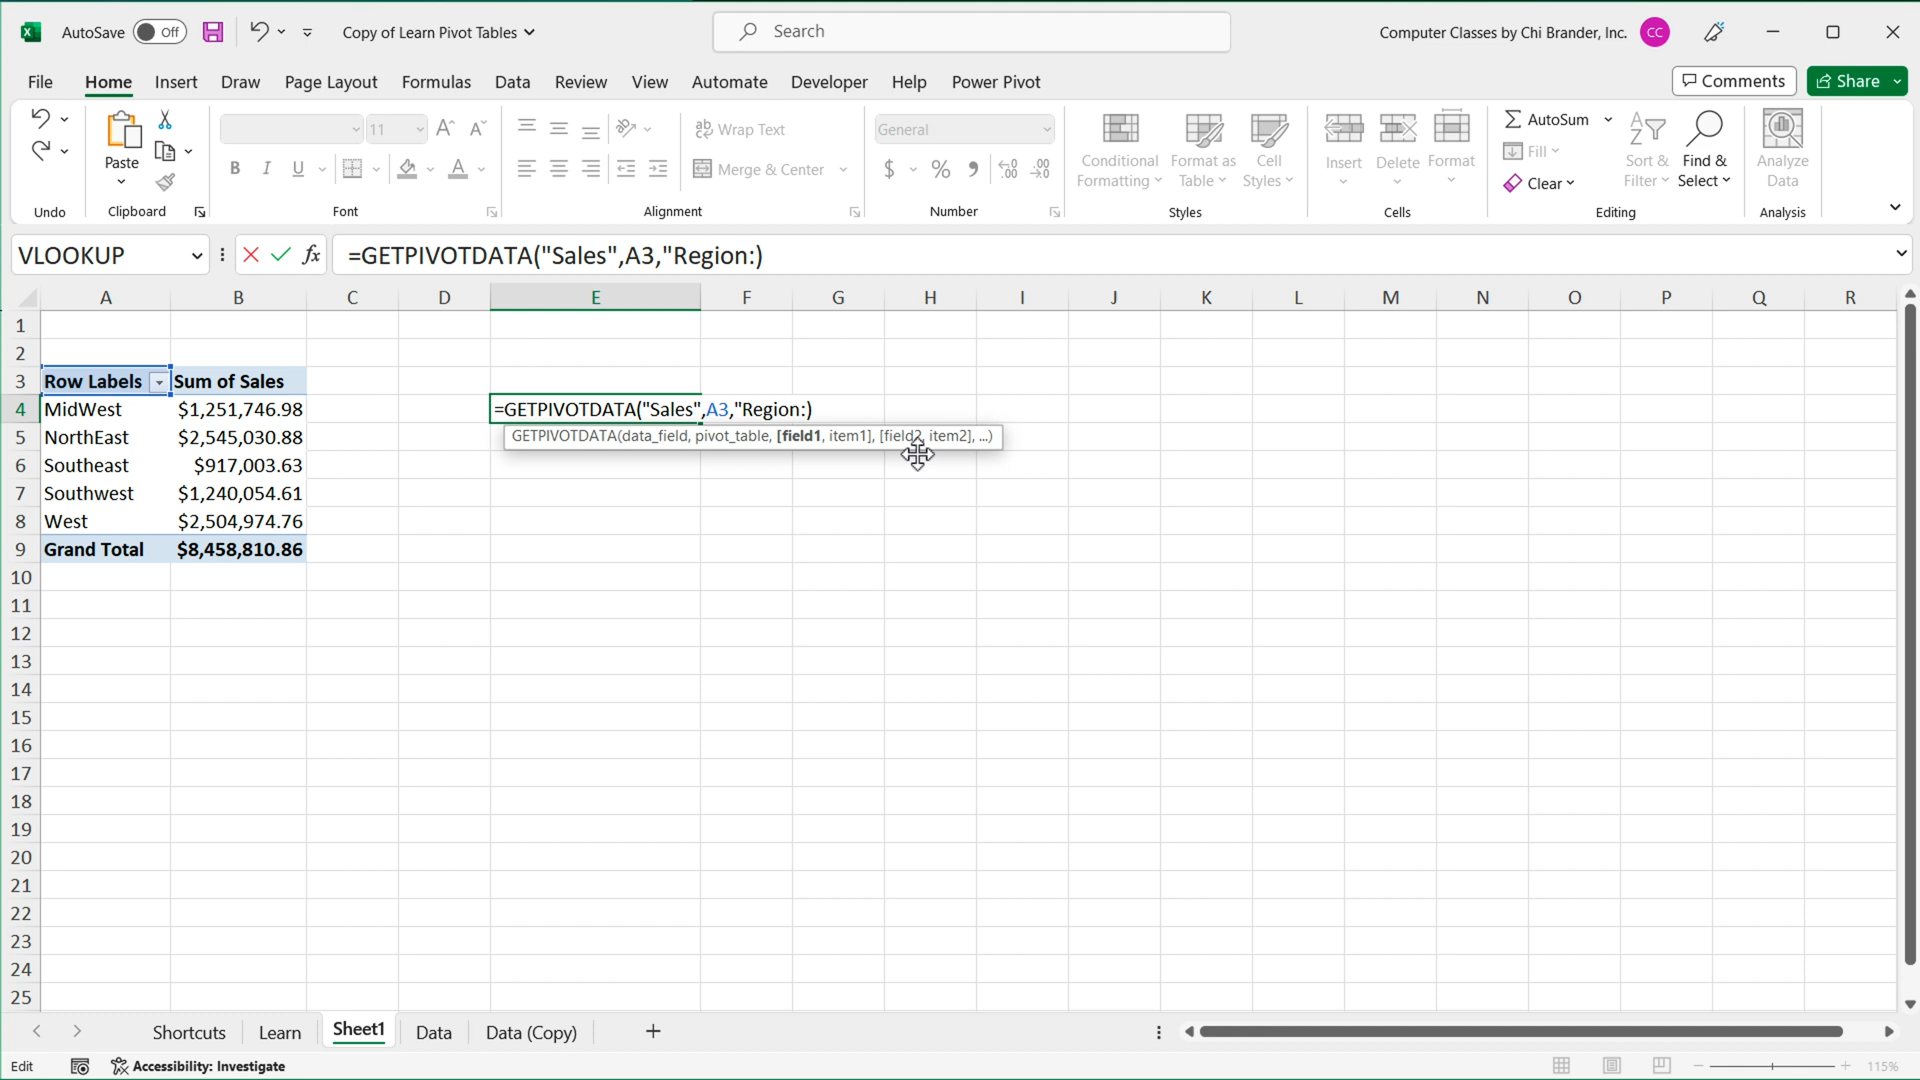 AutoSave Off Copy of Learn Pivot Tables Search Computer Classes by Chi Brander, Inc. CC
File Home Insert Draw Page Layout Formulas Data Review View Automate Developer Help Power Pivot Comments Share
Paste
11
Wrap Text
Merge & Center
General
Conditional Formatting
Format as Table
Cell Styles
Insert
Delete
Format
AutoSum
Fill
Clear
Sort & Filter
Find & Select
Analyze Data
Undo Clipboard Font Alignment Number Styles Cells Editing Analysis
VLOOKUP fx =GETPIVOTDATA("Sales",A3,"Region:)
A B C D E F G H I J K L M N O P Q R
1
2
3 Row Labels Sum of Sales
4 MidWest $1,251,746.98 =GETPIVOTDATA("Sales",A3,"Region:)
5 NorthEast $2,545,030.88 GETPIVOTDATA(data_field, pivot_table, [field1, item1], [field2, item2], ...)
6 Southeast $917,003.63
7 Southwest $1,240,054.61
8 West $2,504,974.76
9 Grand Total $8,458,810.86
10
11
12
13
14
15
16
17
18
19
20
21
22
23
24
25
Shortcuts Learn Sheet1 Data Data (Copy)
Edit Accessibility: Investigate 115%